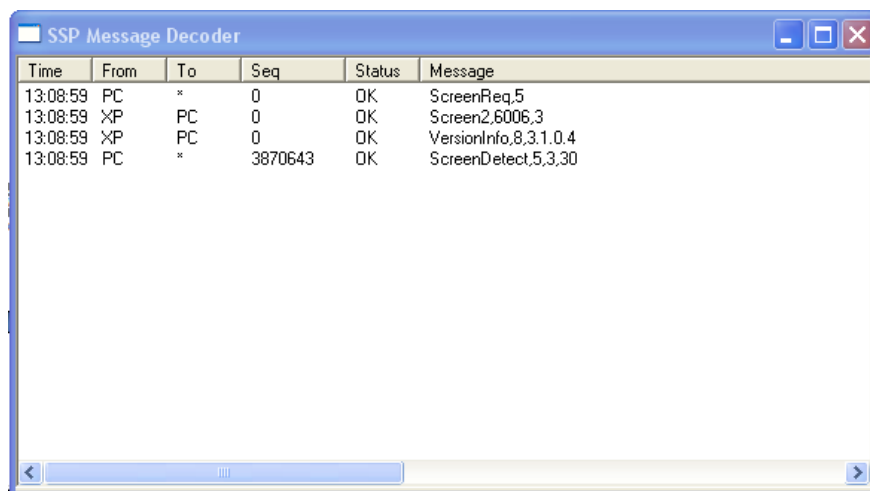 SSP Message Decoder
Time From To Seq Status Message
13:08:59 PC * 0 OK ScreenReq,5
13:08:59 XP PC 0 OK Screen2,6006,3
13:08:59 XP PC 0 OK VersionInfo,8,3.1.0.4
13:08:59 PC * 3870643 OK ScreenDetect,5,3,30